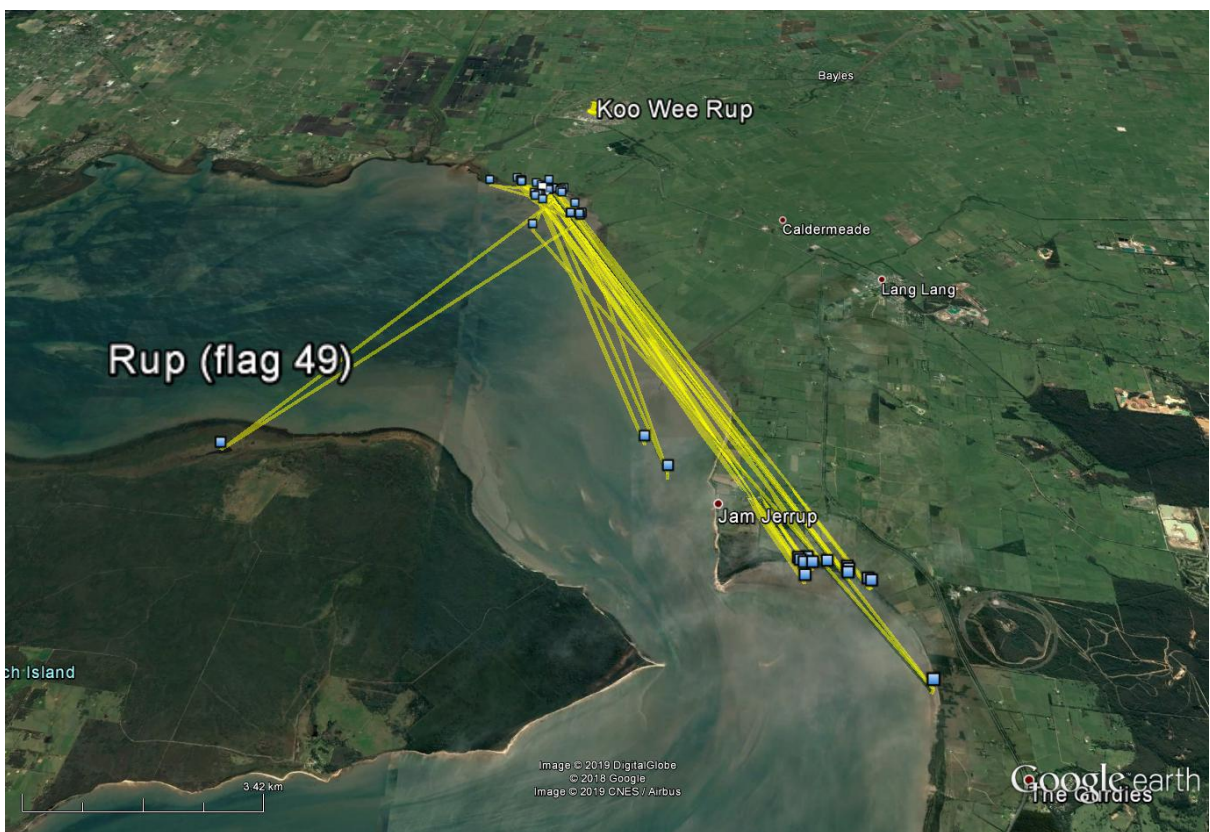 Bayles
Koo Wee Rup
Caldermeade
Lang Lang
Rup (flag 49)
Jam Jerrup
ch Island
Image © 2019 DigitalGlobe
© 2018 Google
Image © 2019 CNES / Airbus
3.42 km
Google earth
The Gurdies